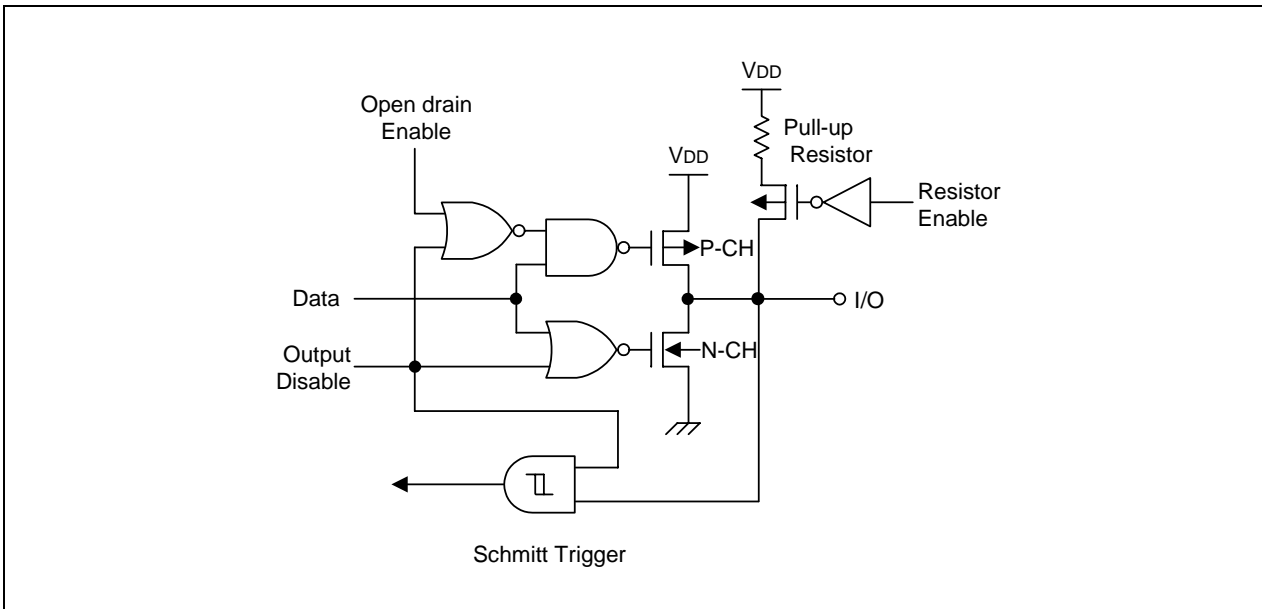 VDD
Open drain
Enable
Pull-up
Resistor
VDD
Resistor
Enable
P-CH
Data
I/O
Output
Disable
N-CH
Schmitt Trigger